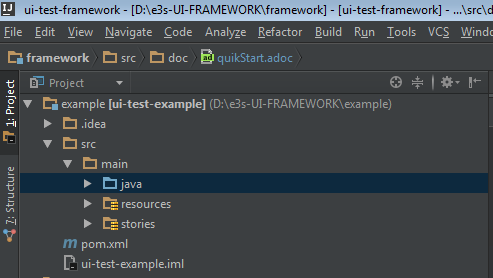 ui-test-framework - [D:\e3s-UI-FRAMEWORK\framework] - [ui-test-framework] - ...\src\d
File Edit View Navigate Code Analyze Refactor Build Run Tools VCS Window
framework src doc quikStart.adoc
1: Project
Project
example [ui-test-example] (D:\e3s-UI-FRAMEWORK\example)
.idea
src
main
java
resources
stories
pom.xml
ui-test-example.iml
7: Structure